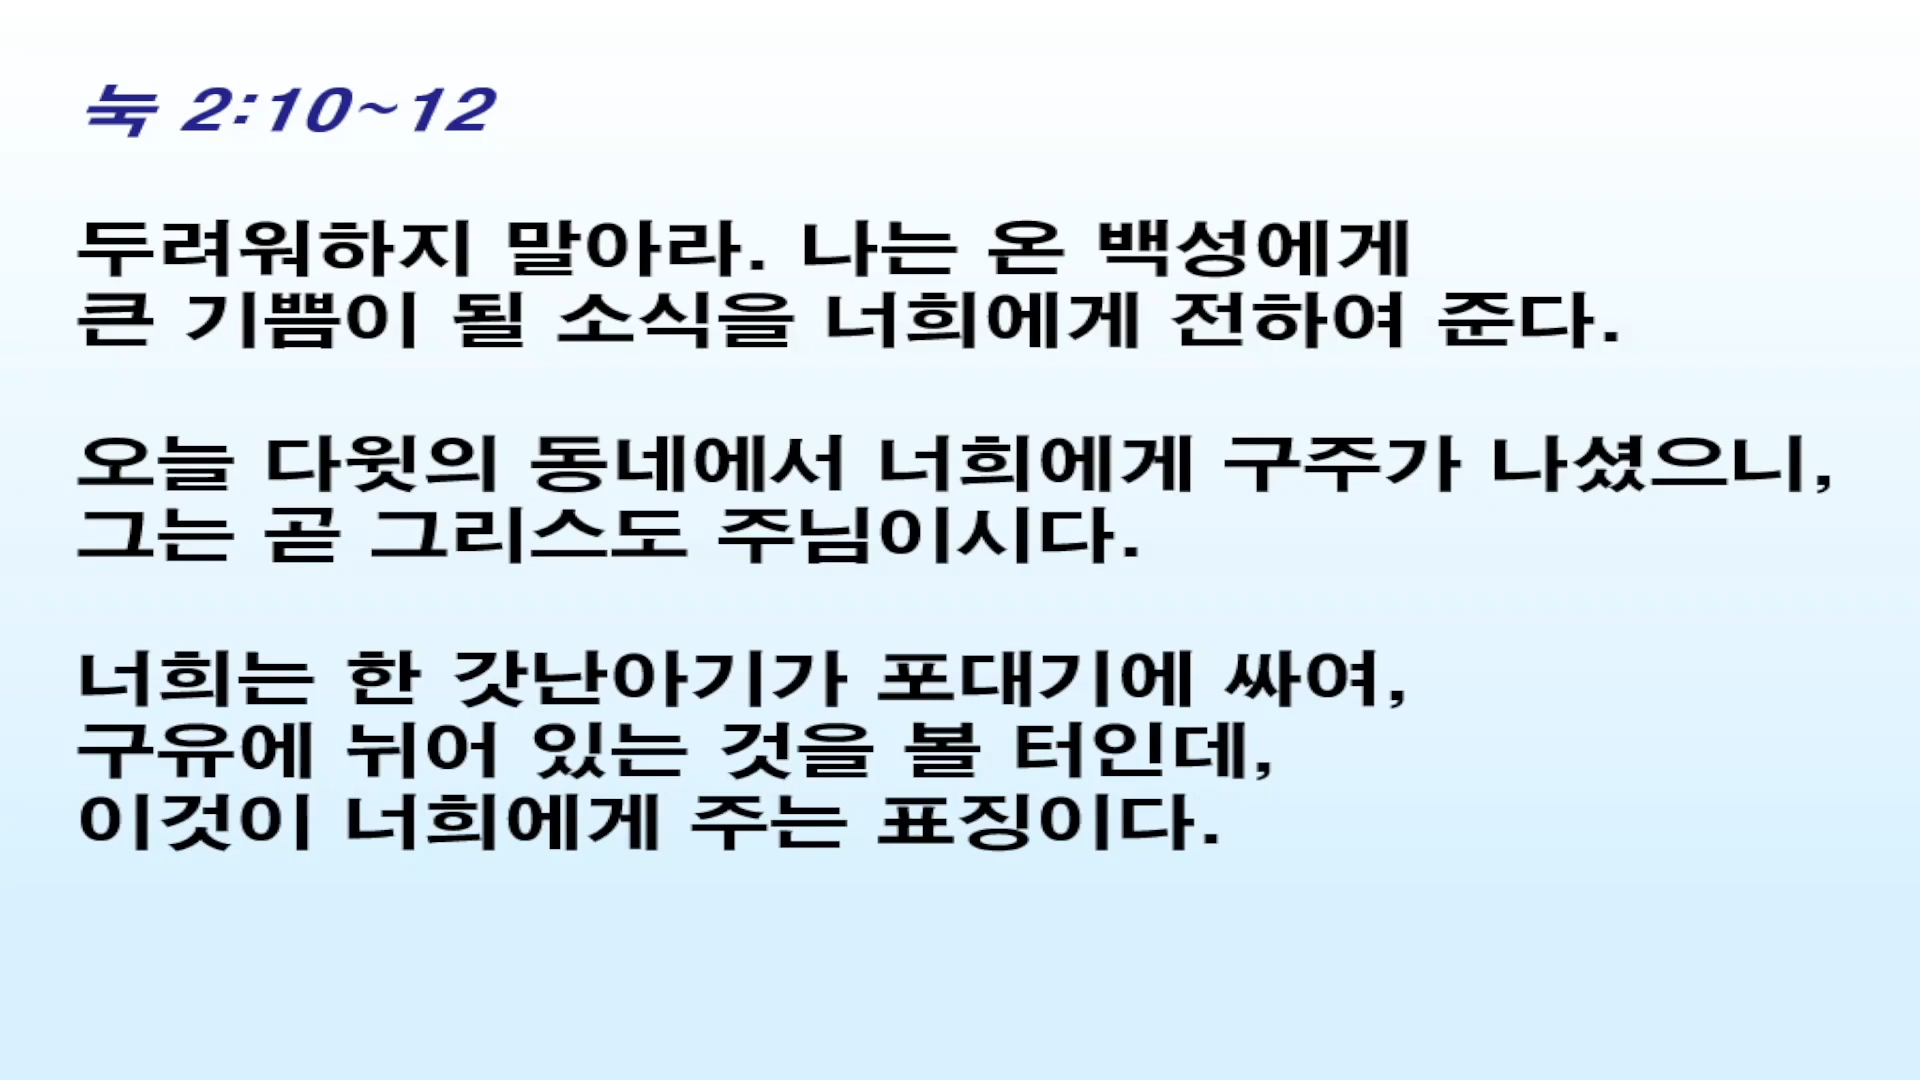 눅 2:10~12
두려워하지 말아라. 나는 온 백성에게
큰 기쁨이 될 소식을 너희에게 전하여 준다.
오늘 다윗의 동네에서 너희에게 구주가 나셨으니,
그는 곧 그리스도 주님이시다.
너희는 한 갓난아기가 포대기에 싸여,
구유에 뉘어 있는 것을 볼 터인데,
이것이 너희에게 주는 표징이다.